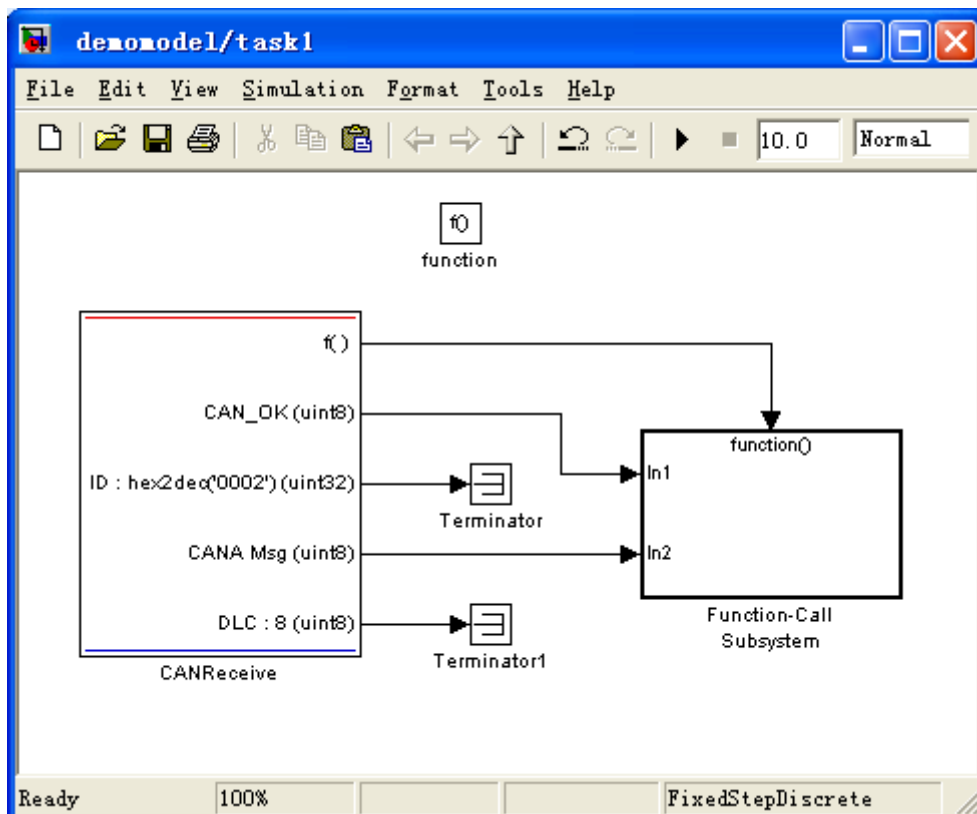 demomodel/task1
File Edit View Simulation Format Tools Help
10.0 Normal
f()
function
f()
CAN_OK (uint8)
ID : hex2dec('0002') (uint32)
CANA Msg (uint8)
DLC : 8 (uint8)
CANReceive
Terminator
Terminator1
function()
In1
In2
Function-Call
Subsystem
Ready 100% FixedStepDiscrete